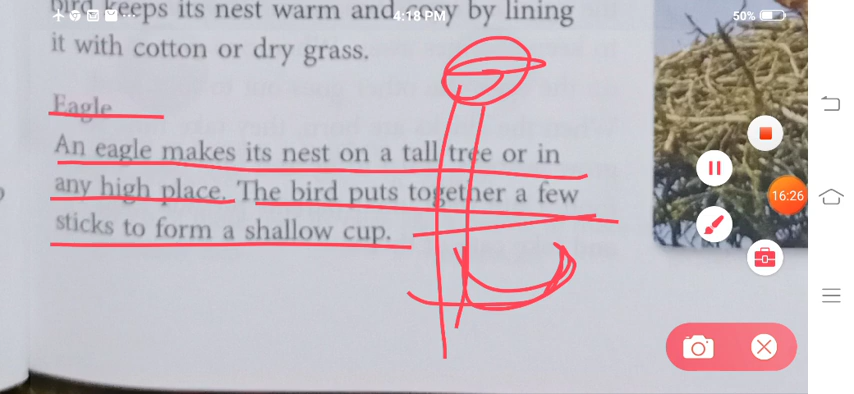 bird keeps its nest warm and cosy by lining
4:18 PM
50%
it with cotton or dry grass.
Eagle
An eagle makes its nest on a tall tree or in
any high place. The bird puts together a few
sticks to form a shallow cup.
16:26